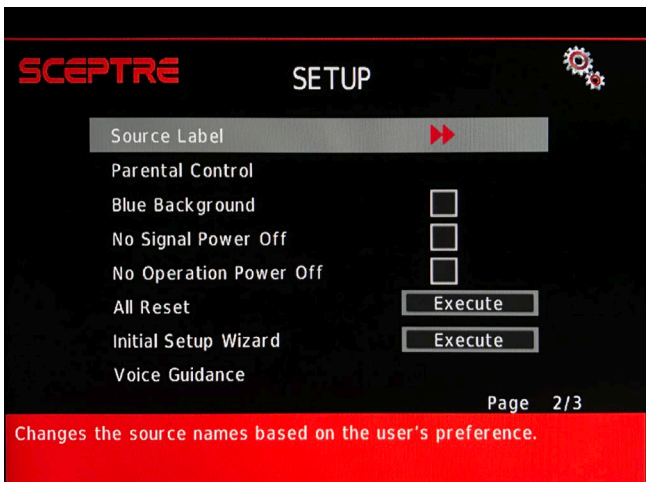 SCEPTRE
SETUP
Source Label
Parental Control
Blue Background
No Signal Power Off
No Operation Power Off
All Reset Execute
Initial Setup Wizard Execute
Voice Guidance
Page 2/3
Changes the source names based on the user's preference.